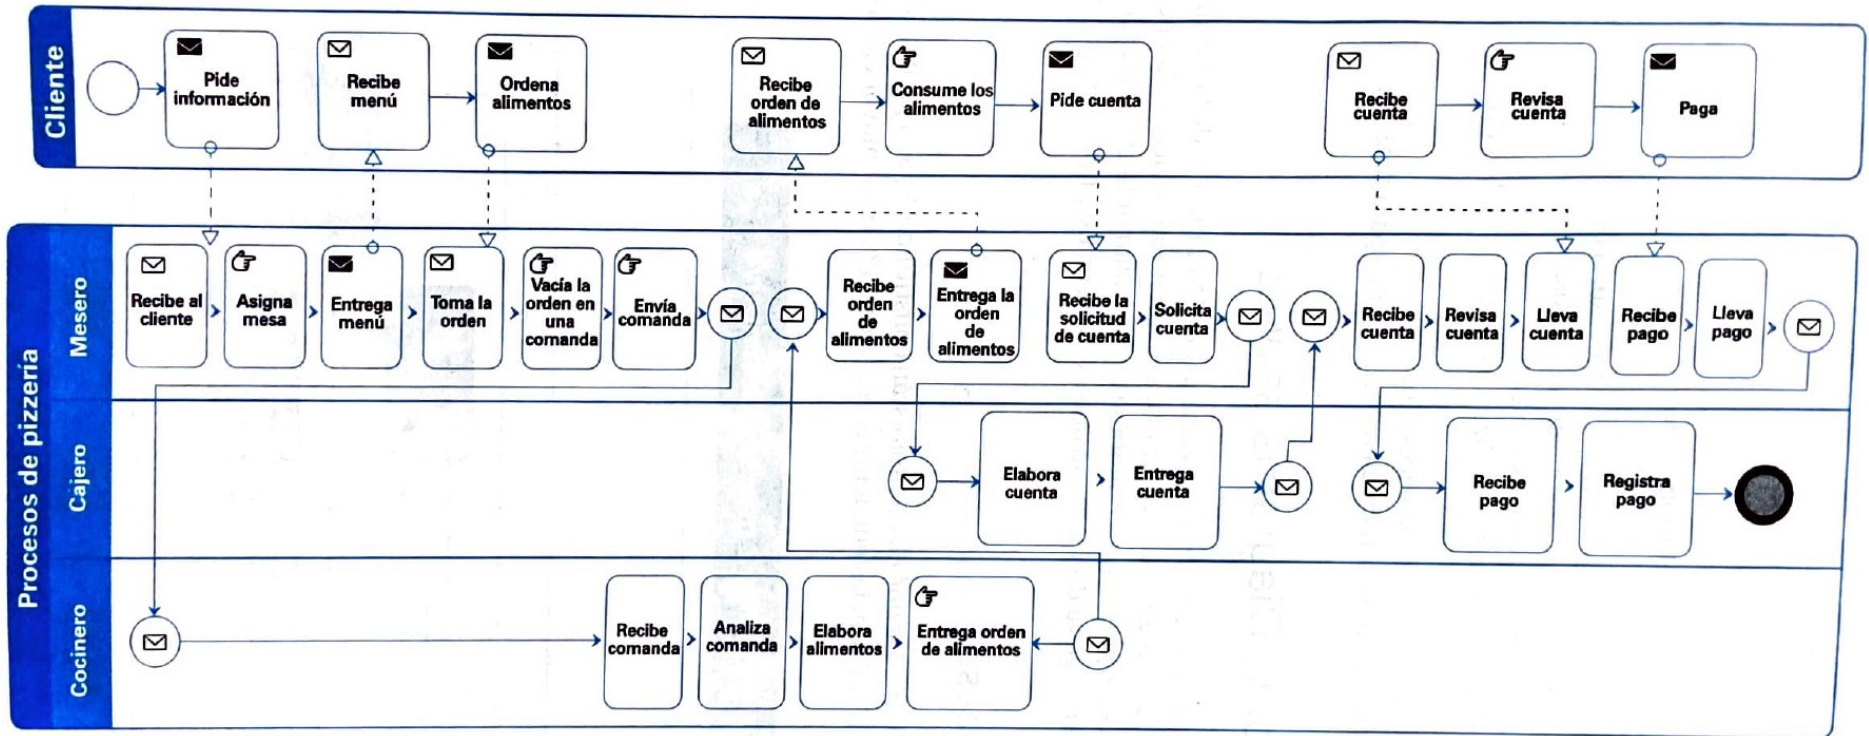 Cliente
Pide
información
Recibe
menú
Ordena
alimentos
Recibe
orden de
alimentos
Consume los
alimentos
Pide cuenta
Recibe
cuenta
Revisa
cuenta
Paga
Procesos de pizzería
Mesero
Recibe al
cliente
Asigna
mesa
Entrega
menú
Toma la
orden
Vacía la
orden en
una
comanda
Envía
comanda
Recibe
orden
de
alimentos
Entrega la
orden
de
alimentos
Recibe la
solicitud
de cuenta
Solicita
cuenta
Recibe
cuenta
Revisa
cuenta
Lleva
cuenta
Recibe
pago
Lleva
pago
Cajero
Elabora
cuenta
Entrega
cuenta
Recibe
pago
Registra
pago
Cocinero
Recibe
comanda
Analiza
comanda
Elabora
alimentos
Entrega orden
de alimentos